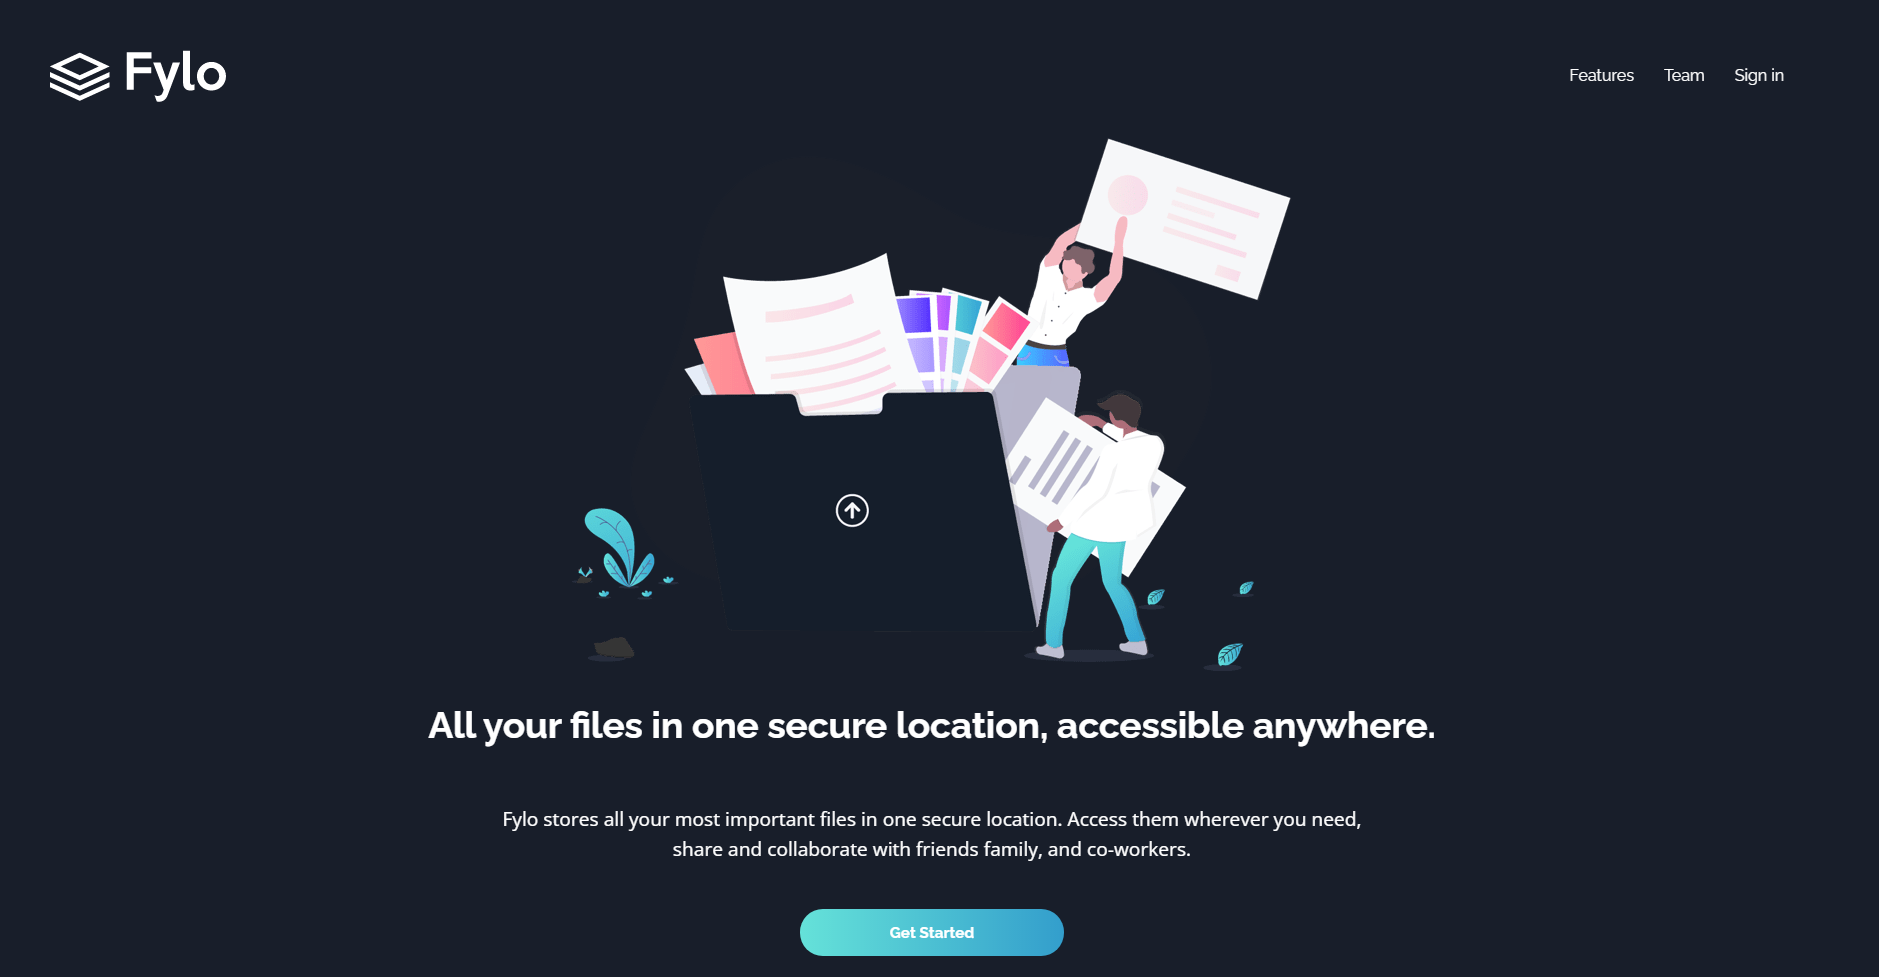 Fylo
Features
Team
Sign in
All your files in one secure location, accessible anywhere.
Fylo stores all your most important files in one secure location. Access them wherever you need,
share and collaborate with friends family, and co-workers.
Get Started